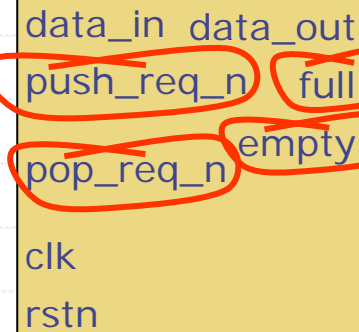 data_in data_out
push_req_n full
pop_req_n empty
clk
rstn